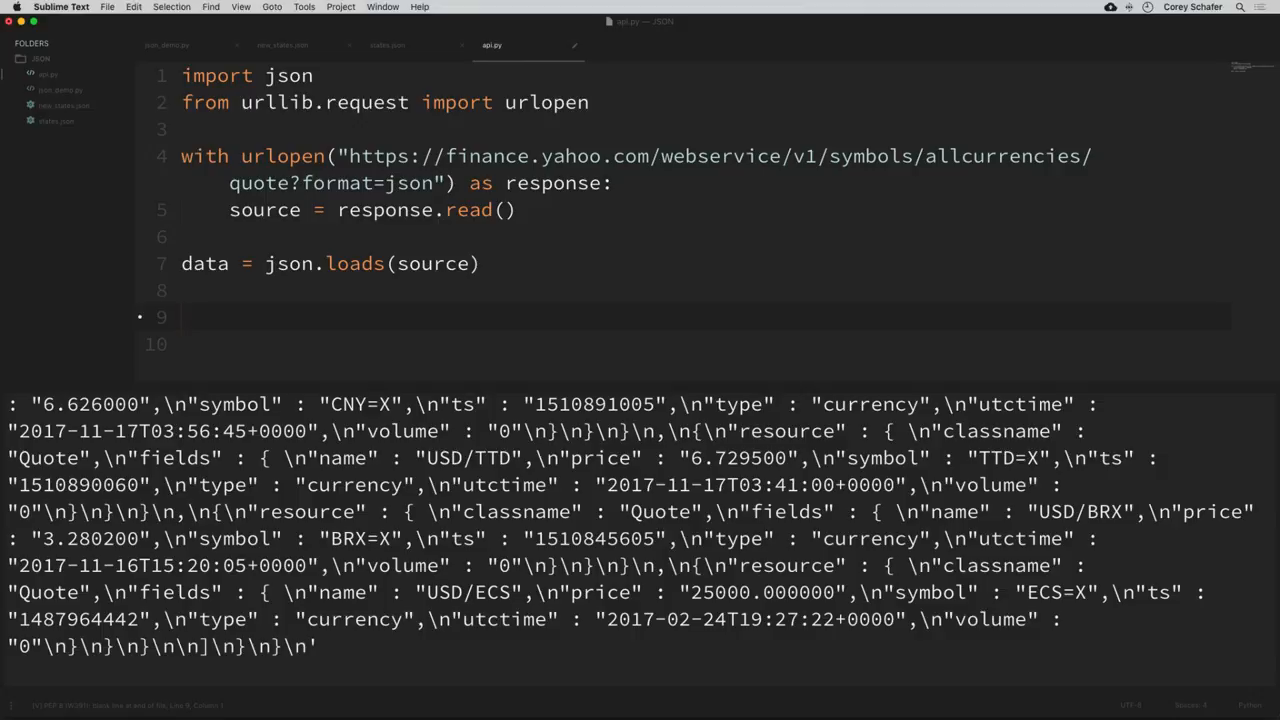 Sublime Text File Edit Selection Find View Goto Tools Project Window Help Corey Schafer
api.py — JSON
FOLDERS
JSON
api.py
json_demo.py
new_states.json
states.json
json_demo.py new_states.json states.json api.py
1 import json
2 from urllib.request import urlopen
3
4 with urlopen("https://finance.yahoo.com/webservice/v1/symbols/allcurrencies/
quote?format=json") as response:
5 source = response.read()
6
7 data = json.loads(source)
8
9
10
: "6.626000",\n"symbol" : "CNY=X",\n"ts" : "1510891005",\n"type" : "currency",\n"utctime" :
"2017-11-17T03:56:45+0000",\n"volume" : "0"\n}\n}\n}\n,\n{\n"resource" : { \n"classname" :
"Quote",\n"fields" : { \n"name" : "USD/TTD",\n"price" : "6.729500",\n"symbol" : "TTD=X",\n"ts" :
"1510890060",\n"type" : "currency",\n"utctime" : "2017-11-17T03:41:00+0000",\n"volume" :
"0"\n}\n}\n}\n,\n{\n"resource" : { \n"classname" : "Quote",\n"fields" : { \n"name" : "USD/BRX",\n"price"
: "3.280200",\n"symbol" : "BRX=X",\n"ts" : "1510845605",\n"type" : "currency",\n"utctime" :
"2017-11-16T15:20:05+0000",\n"volume" : "0"\n}\n}\n}\n,\n{\n"resource" : { \n"classname" :
"Quote",\n"fields" : { \n"name" : "USD/ECS",\n"price" : "25000.000000",\n"symbol" : "ECS=X",\n"ts" :
"1487964442",\n"type" : "currency",\n"utctime" : "2017-02-24T19:27:22+0000",\n"volume" :
"0"\n}\n}\n}\n\n]\n}\n}\n'
blank line at end of file, Line 9, Column 1 UTF-8 Spaces: 4 Python